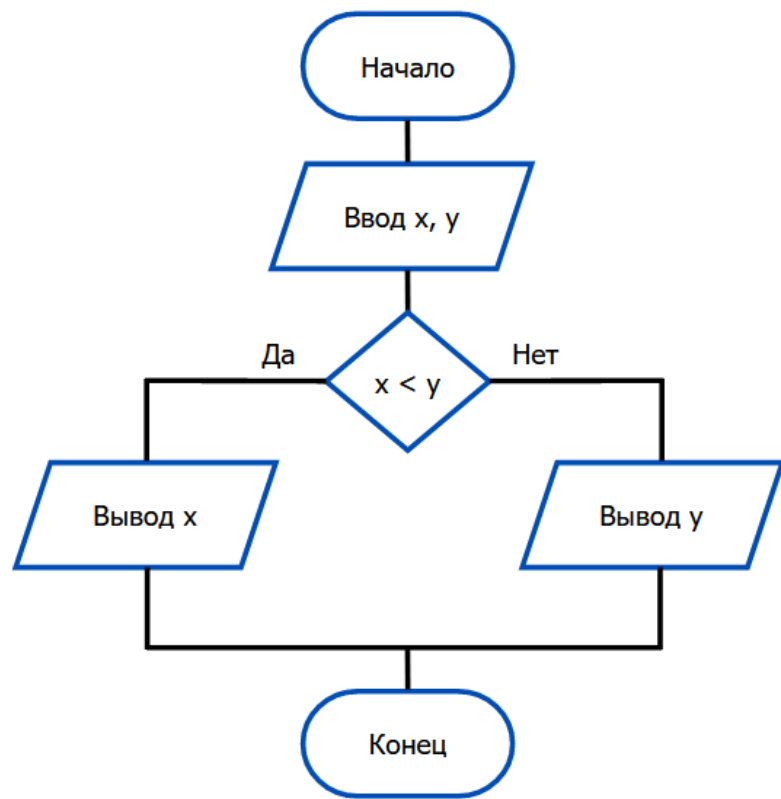 Начало
Ввод x, y
Да
Нет
x < y
Вывод x
Вывод y
Конец